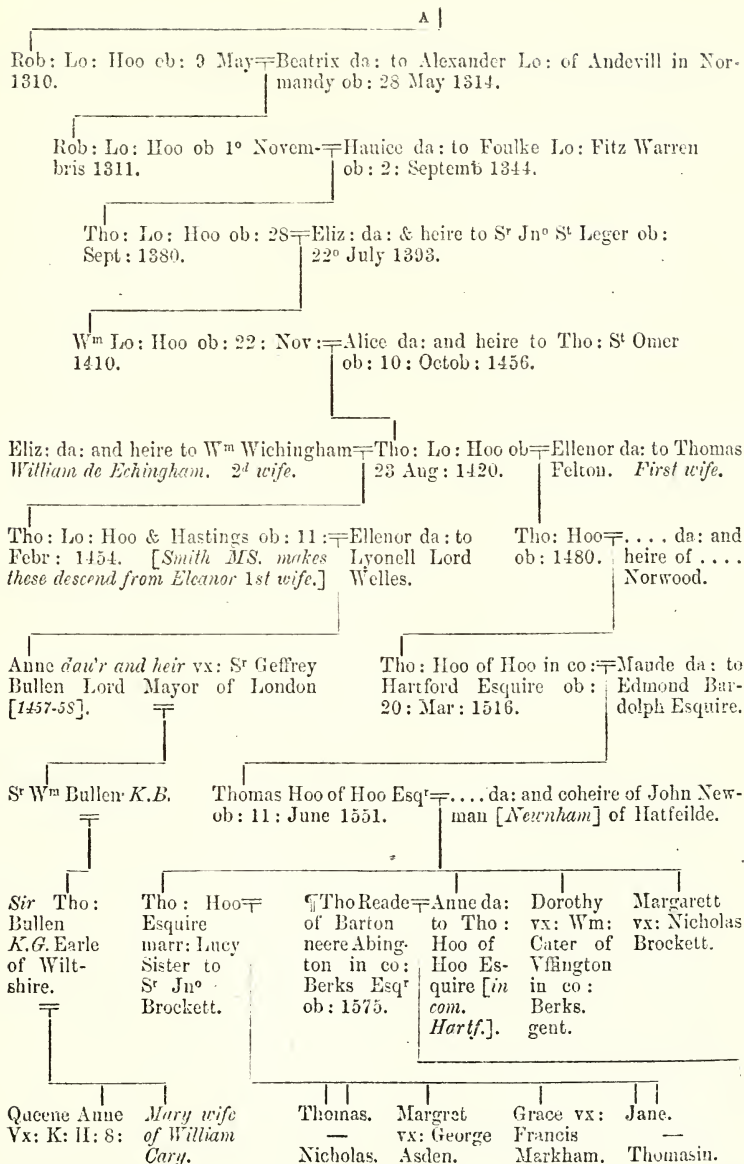 A
Rob: Lo: Hoo ob: 9 May Beatrix da: to Alexander Lo: of Andevill in Nor-
1310. mandy ob: 28 May 1314.
Rob: Lo: Hoo ob 1º Novem- Hauice da: to Foulke Lo: Fitz Warren
bris 1311. ob: 2: Septemb 1344.
Tho: Lo: Hoo ob: 28 Eliz: da: & heire to Sr Jnº St Leger ob:
Sept: 1380. 22º July 1393.
Wm Lo: Hoo ob: 22: Nov: Alice da: and heire to Tho: St Omer
1410. ob: 10: Octob: 1456.
Eliz: da: and heire to Wm Wichingham Tho: Lo: Hoo ob Ellenor da: to Thomas
William de Echingham. 2d wife. 23 Aug: 1420. Felton. First wife.
Tho: Lo: Hoo & Hastings ob: 11: Ellenor da: to
Febr: 1454. [Smith MS. makes Lyonell Lord
these descend from Eleanor 1st wife.] Welles.
Tho: Hoo .... da: and
ob: 1480. heire of ....
Norwood.
Anne dau'r and heir vx: Sr Geffrey
Bullen Lord Mayor of London
[1457-58].
Tho: Hoo of Hoo in co: Maude da: to
Hartford Esquire ob: Edmond Bar-
20: Mar: 1516. dolph Esquire.
Sr Wm Bullen K.B.
Thomas Hoo of Hoo Esqr .... da: and coheire of John New-
ob: 11: June 1551. man [Newnham] of Hatfeilde.
Sir Tho:
Bullen
K.G. Earle
of Wilt-
shire.
Tho: Hoo
Esquire
marr: Lucy
Sister to
Sr Jnº
Brockett.
¶Tho Reade
of Barton
neere Abing-
ton in co:
Berks Esqr
ob: 1575.
Anne da:
to Tho:
Hoo of
Hoo Es-
quire [in
com.
Hartf.].
Dorothy
vx: Wm:
Cater of
Vffington
in co:
Berks.
gent.
Margarett
vx: Nicholas
Brockett.
Queene Anne
Vx: K: H: 8:
Mary wife
of William
Cary.
Thomas.
—
Nicholas.
Margret
vx: George
Asden.
Grace vx:
Francis
Markham.
Jane.
—
Thomasin.